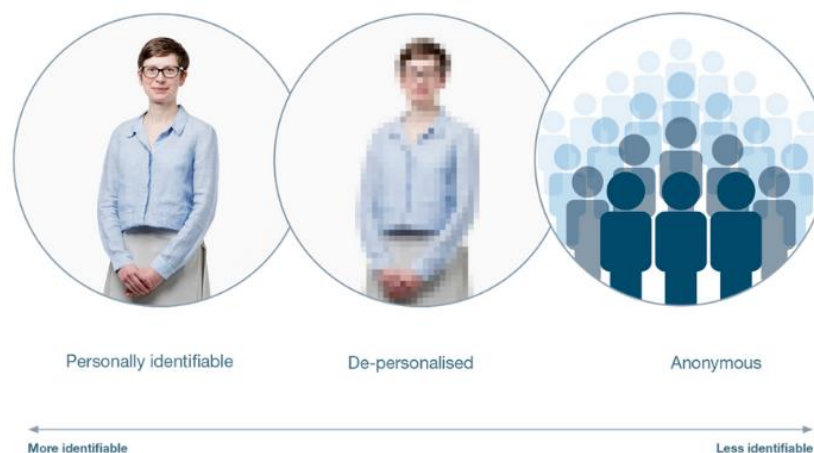 Personally identifiable
De-personalised
Anonymous
More identifiable
Less identifiable